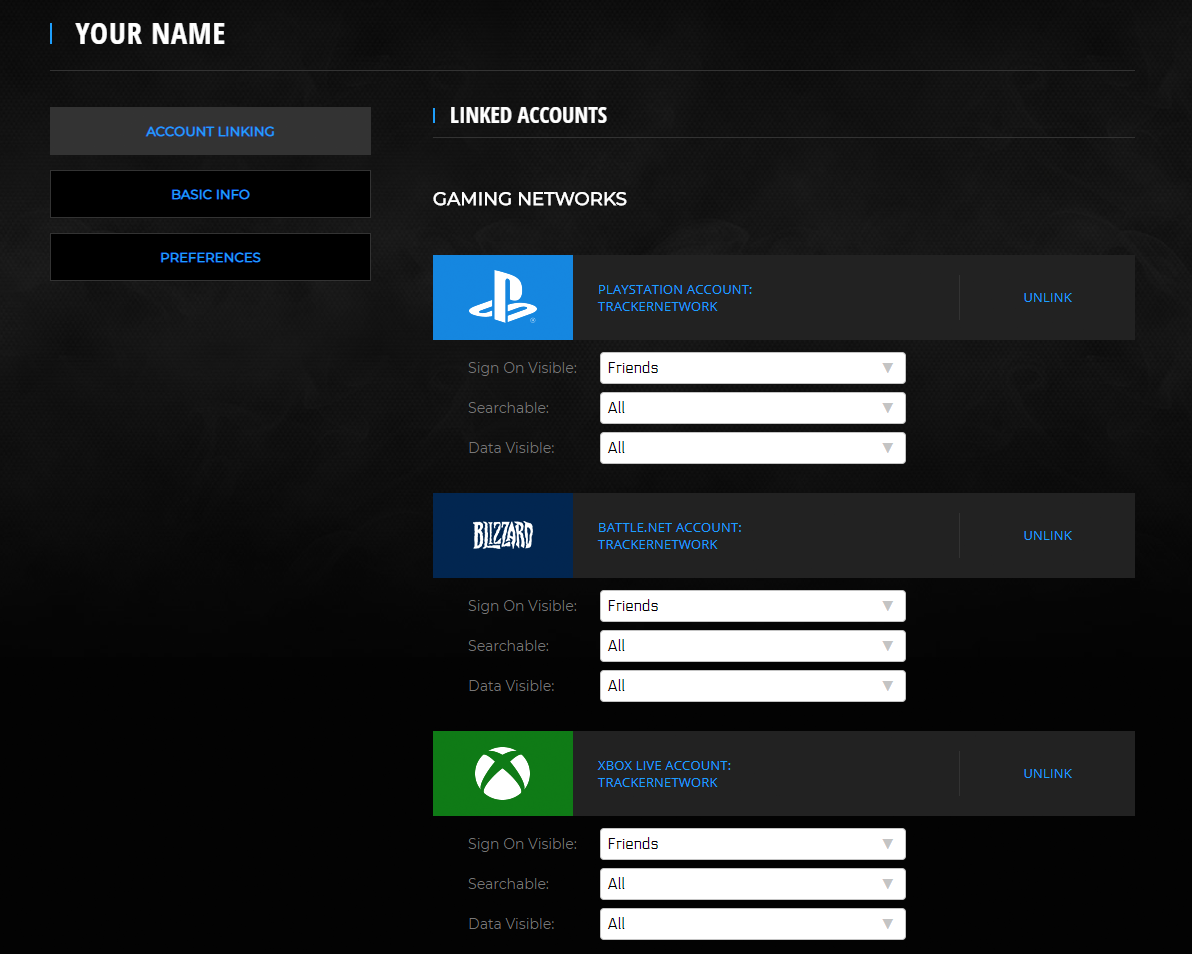 YOUR NAME
ACCOUNT LINKING
BASIC INFO
PREFERENCES
LINKED ACCOUNTS
GAMING NETWORKS
PLAYSTATION ACCOUNT:
TRACKERNETWORK
UNLINK
Sign On Visible: Friends
Searchable: All
Data Visible: All
BLIZZARD
BATTLE.NET ACCOUNT:
TRACKERNETWORK
UNLINK
Sign On Visible: Friends
Searchable: All
Data Visible: All
XBOX LIVE ACCOUNT:
TRACKERNETWORK
UNLINK
Sign On Visible: Friends
Searchable: All
Data Visible: All